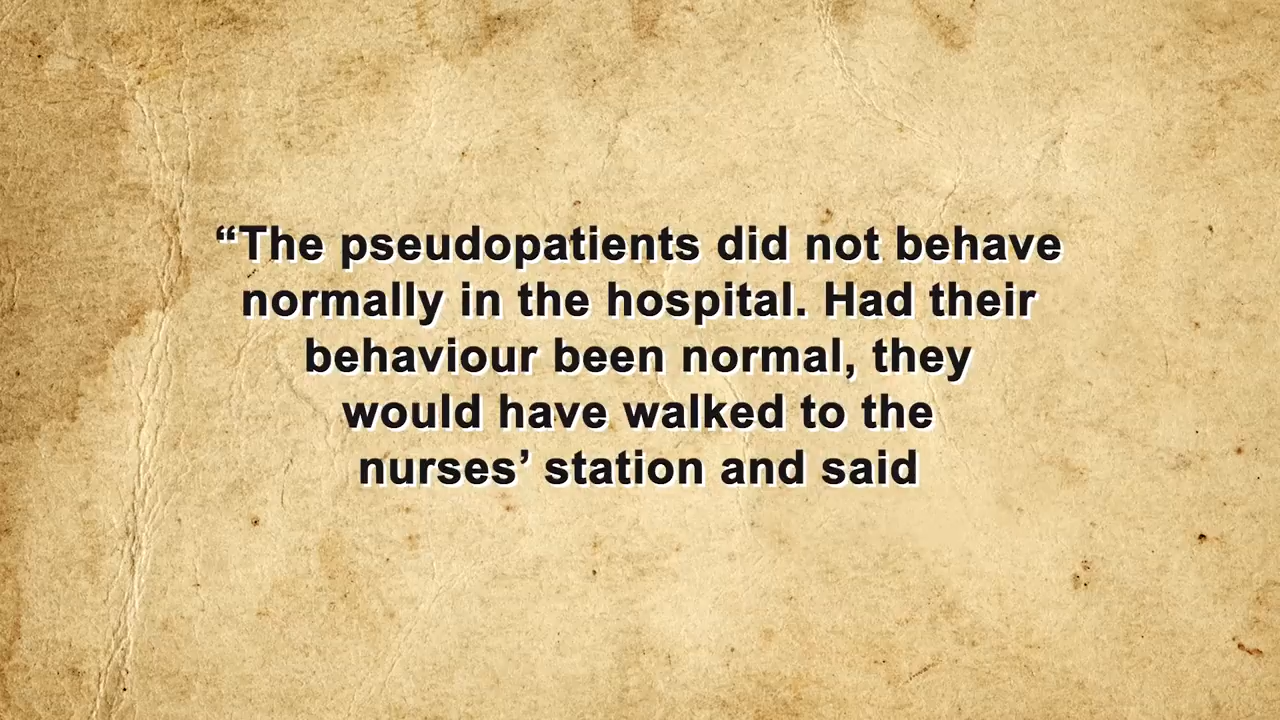 “The pseudopatients did not behave
normally in the hospital. Had their
behaviour been normal, they
would have walked to the
nurses’ station and said